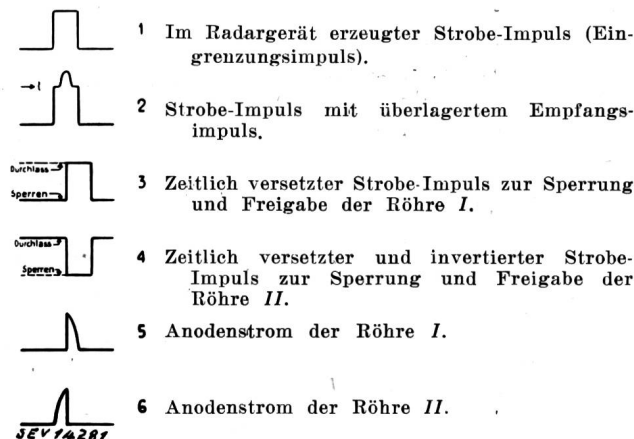 1 Im Radargerät erzeugter Strobe-Impuls (Ein-
grenzungsimpuls).
→t
2 Strobe-Impuls mit überlagertem Empfangs-
impuls.
Durchlass
Sperren
3 Zeitlich versetzter Strobe-Impuls zur Sperrung
und Freigabe der Röhre I.
Durchlass
Sperren
4 Zeitlich versetzter und invertierter Strobe-
Impuls zur Sperrung und Freigabe der
Röhre II.
5 Anodenstrom der Röhre I.
6 Anodenstrom der Röhre II.
SEV 14281